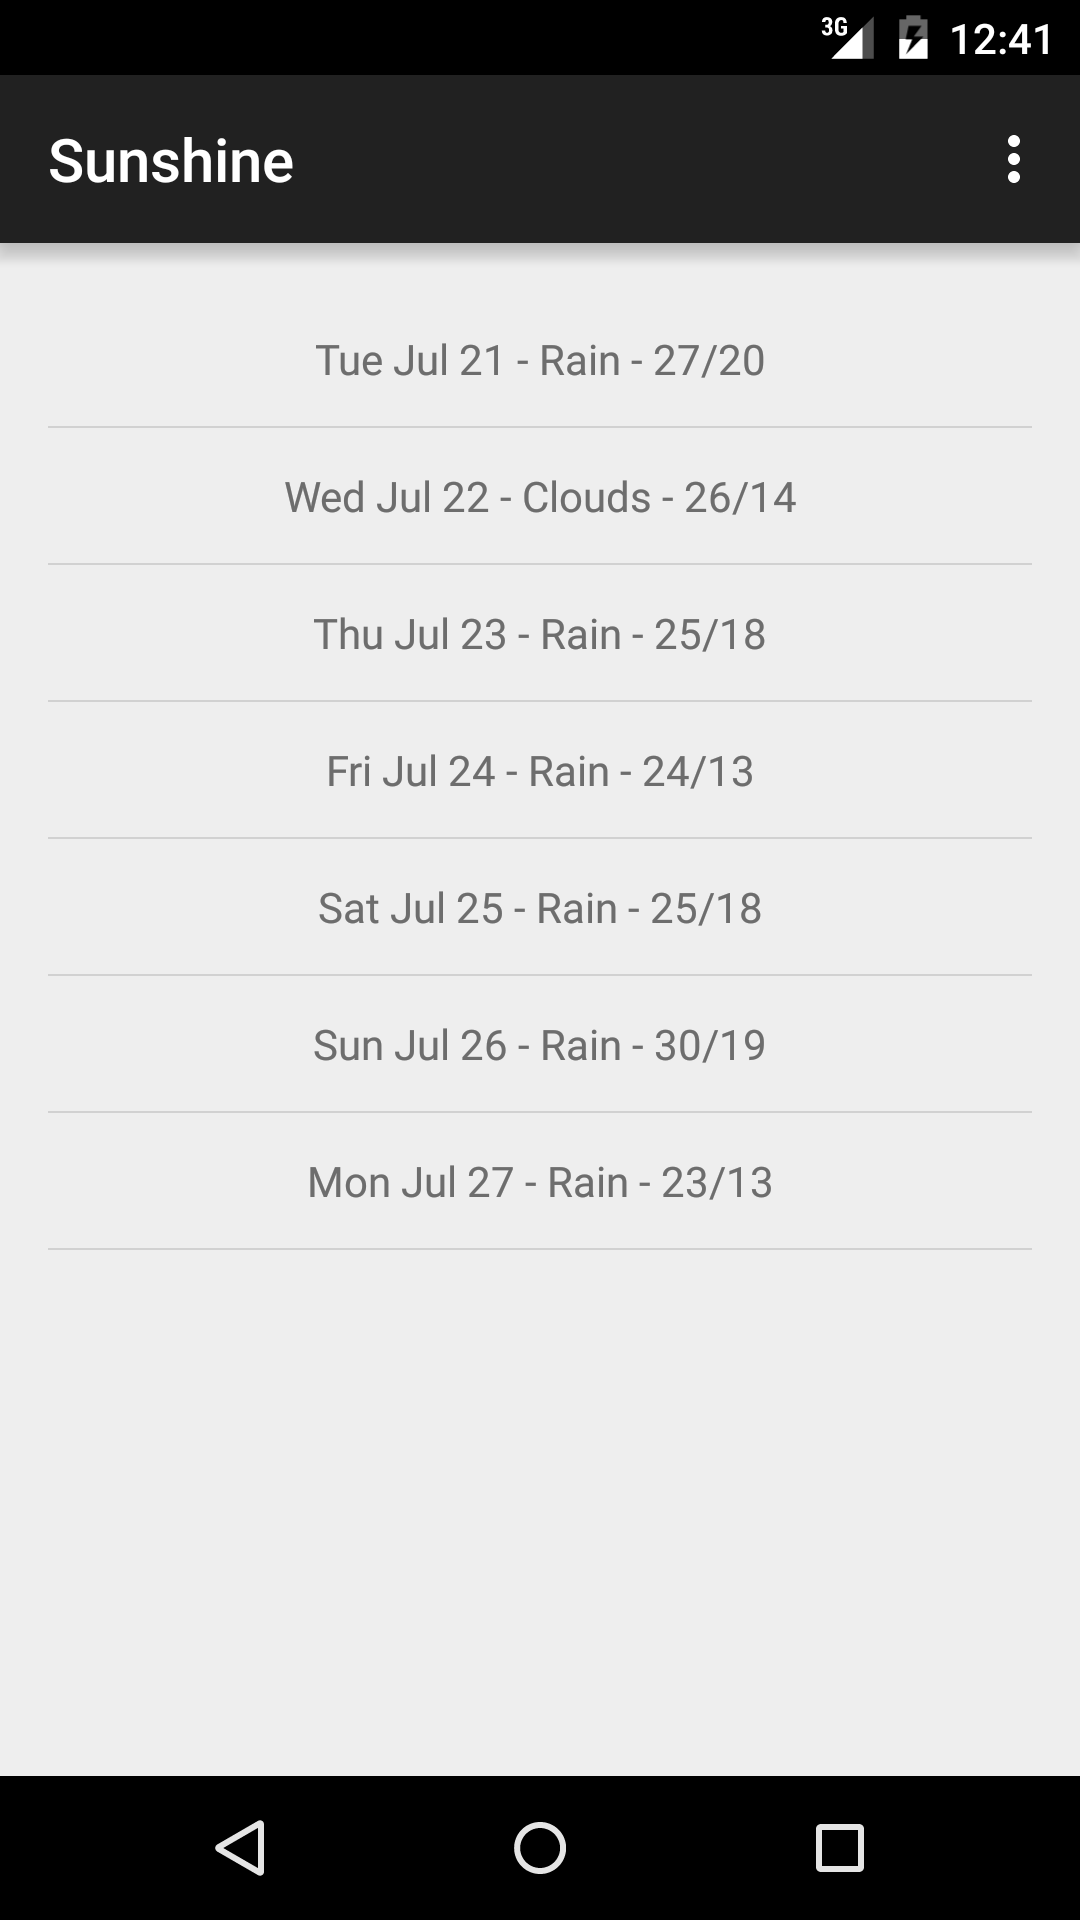 3G 12:41
Sunshine
Tue Jul 21 - Rain - 27/20
Wed Jul 22 - Clouds - 26/14
Thu Jul 23 - Rain - 25/18
Fri Jul 24 - Rain - 24/13
Sat Jul 25 - Rain - 25/18
Sun Jul 26 - Rain - 30/19
Mon Jul 27 - Rain - 23/13